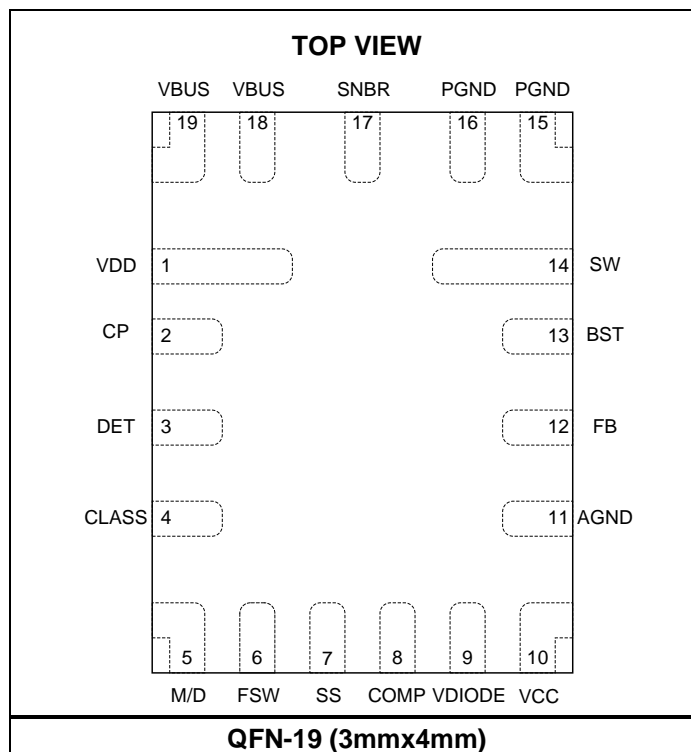 TOP VIEW
VBUS VBUS SNBR PGND PGND
19 18 17 16 15
VDD 1 14 SW
CP 2 13 BST
DET 3 12 FB
CLASS 4 11 AGND
5 6 7 8 9 10
M/D FSW SS COMP VDIODE VCC
QFN-19 (3mmx4mm)